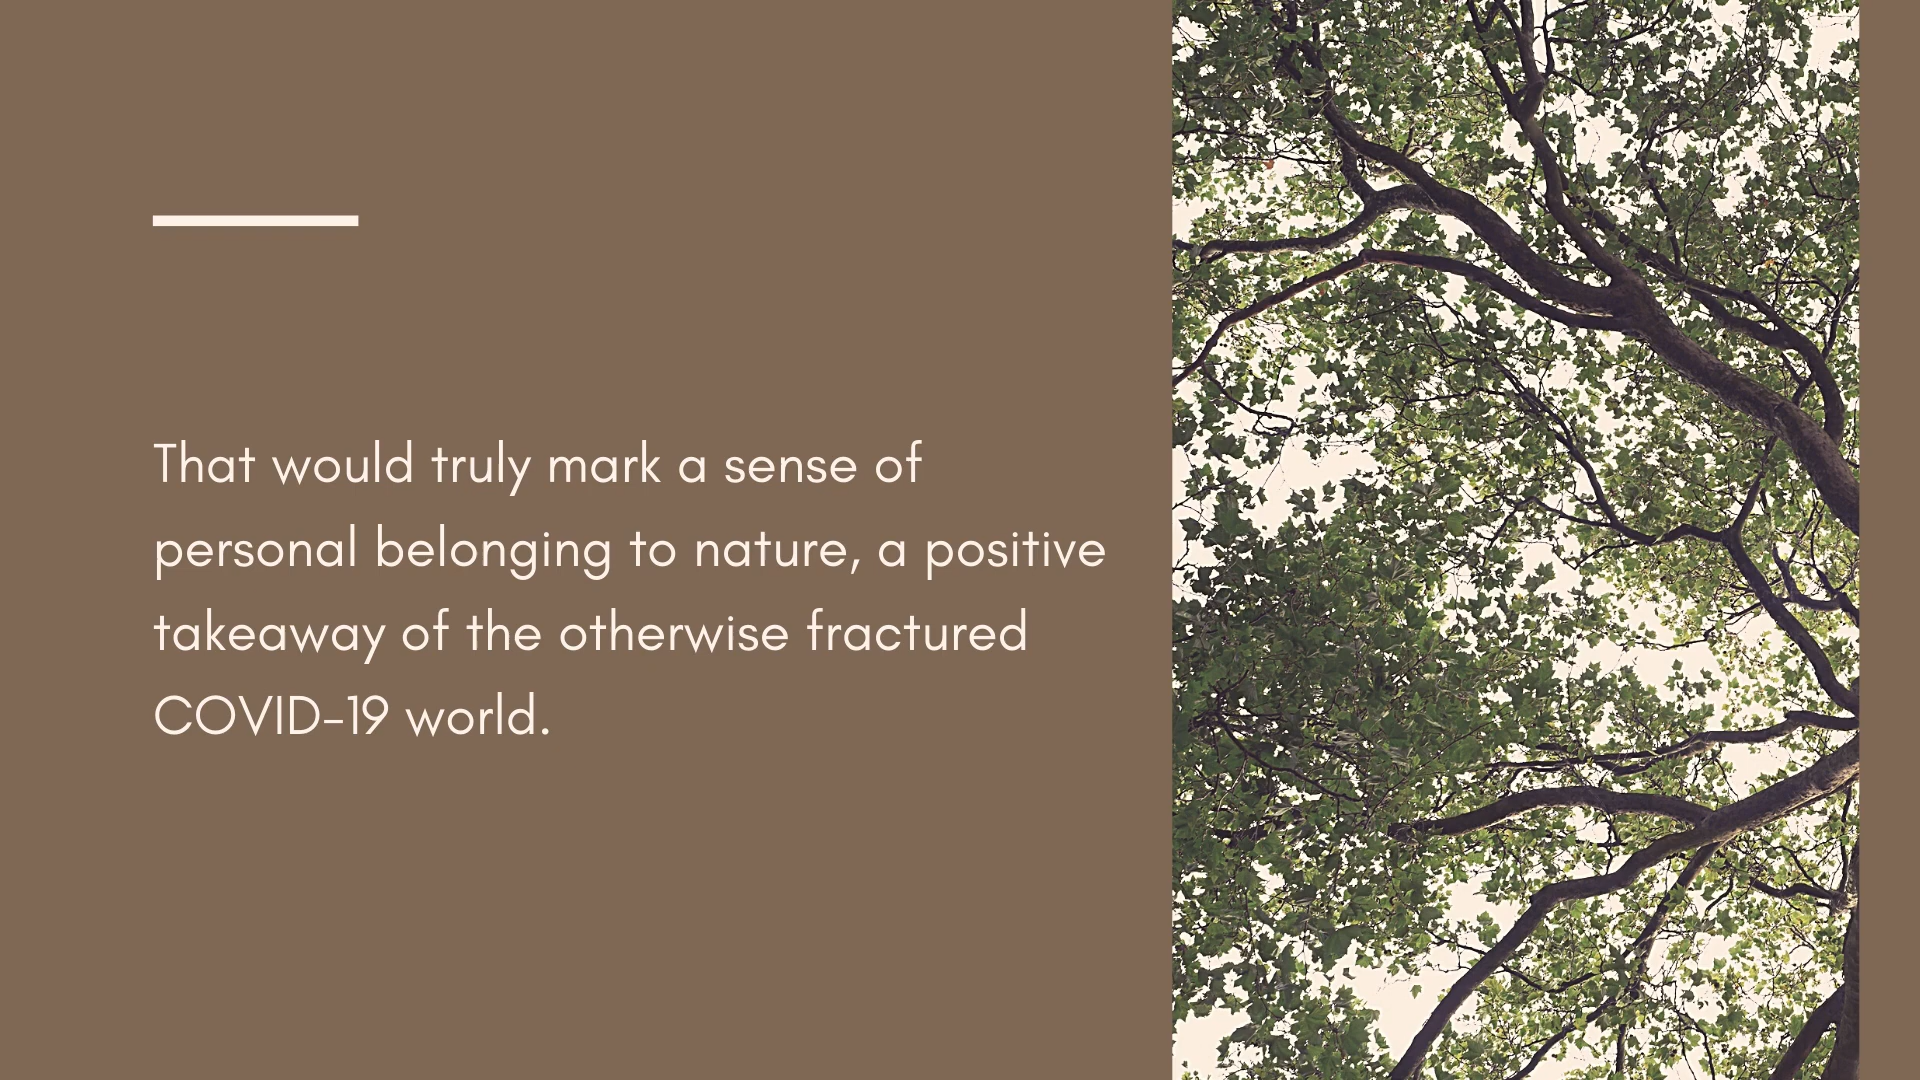 That would truly mark a sense of
personal belonging to nature, a positive
takeaway of the otherwise fractured
COVID-19 world.